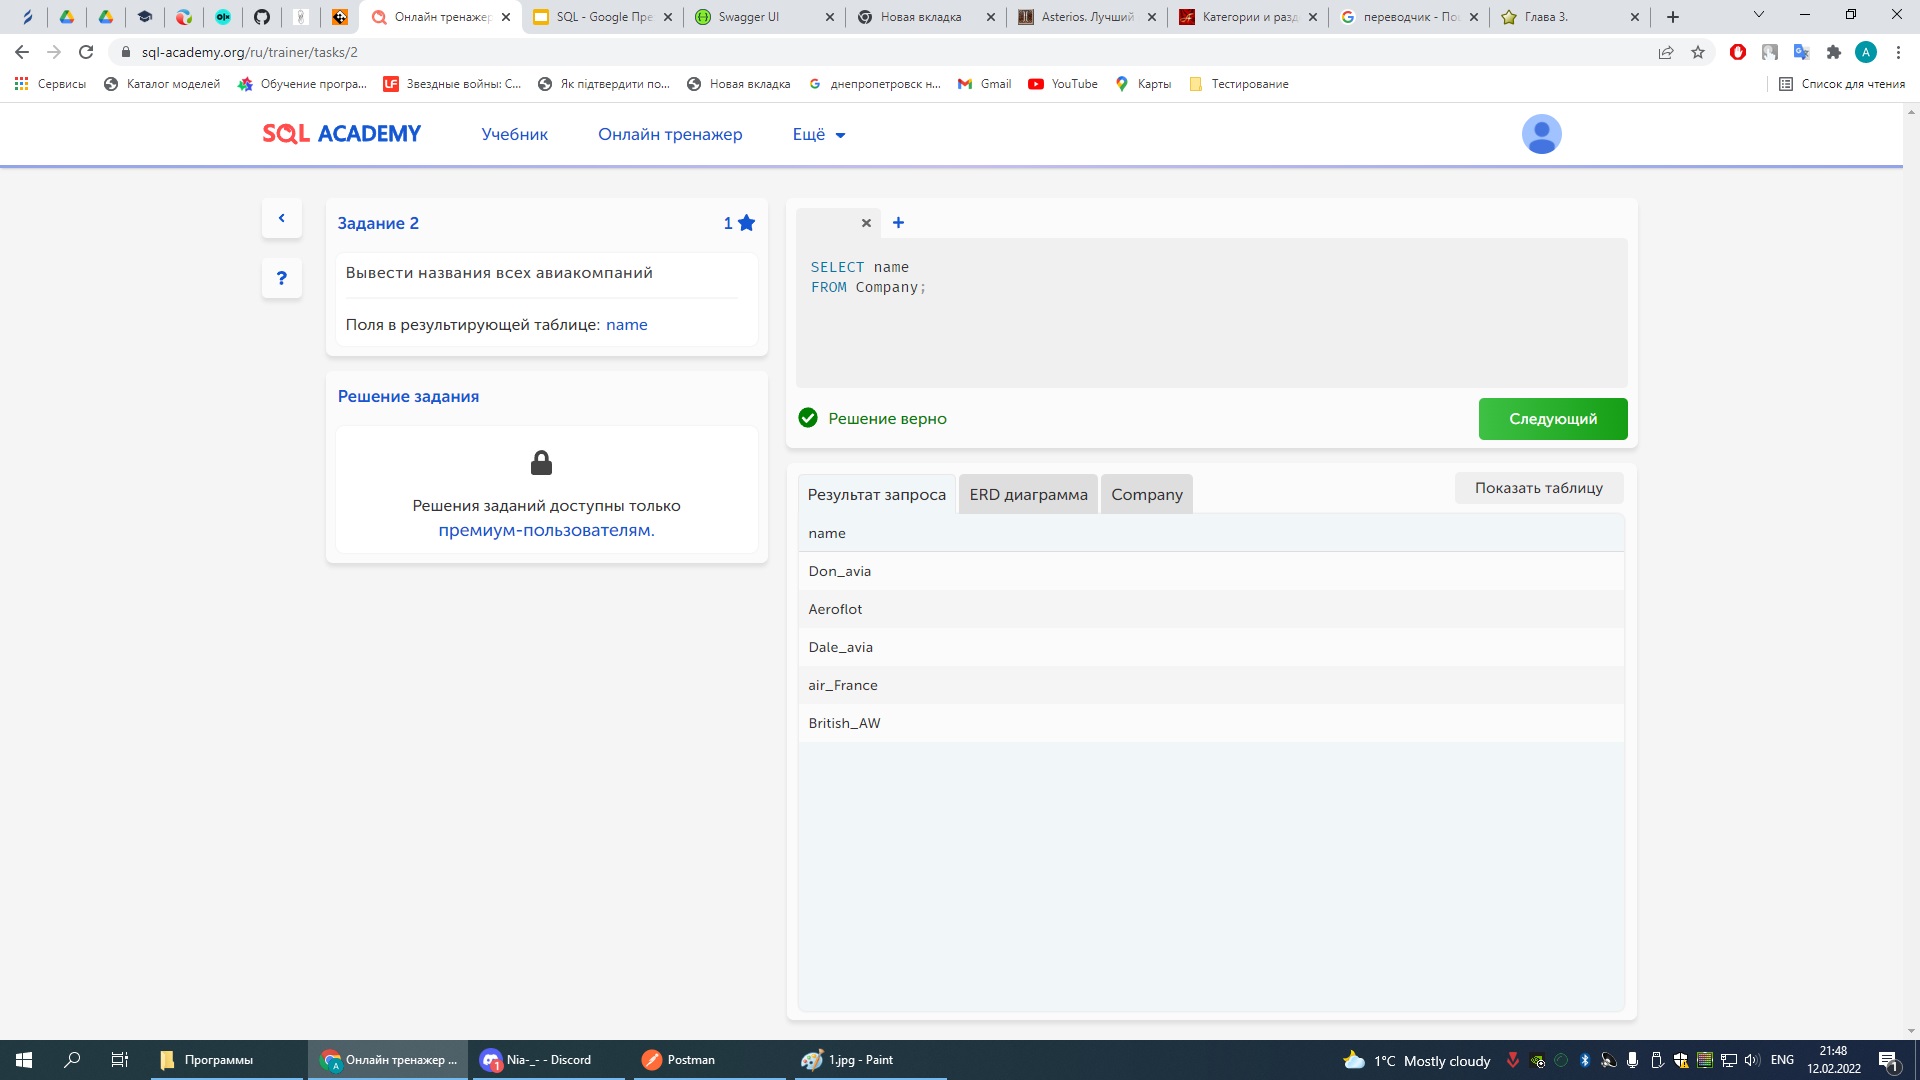 Онлайн тренажер
SQL - Google Пре
Swagger UI
Новая вкладка
Asterios. Лучший
Категории и разд
переводчик - По
Глава 3.
sql-academy.org/ru/trainer/tasks/2
A
Сервисы
Каталог моделей
Обучение програ...
LF
Звездные войны: С...
Як підтвердити по...
Новая вкладка
днепропетровск н...
Gmail
YouTube
Карты
Тестирование
Список для чтения
SQL ACADEMY
Учебник
Онлайн тренажер
Ещё
Задание 2
1
Вывести названия всех авиакомпаний
Поля в результирующей таблице: name
Решение задания
Решения заданий доступны только
премиум-пользователям.
?
SELECT name
FROM Company;
Решение верно
Следующий
Результат запроса
ERD диаграмма
Company
Показать таблицу
name
Don_avia
Aeroflot
Dale_avia
air_France
British_AW
Программы
Онлайн тренажер ...
Nia-_- - Discord
Postman
1.jpg - Paint
1°C Mostly cloudy
ENG
21:48
12.02.2022
1